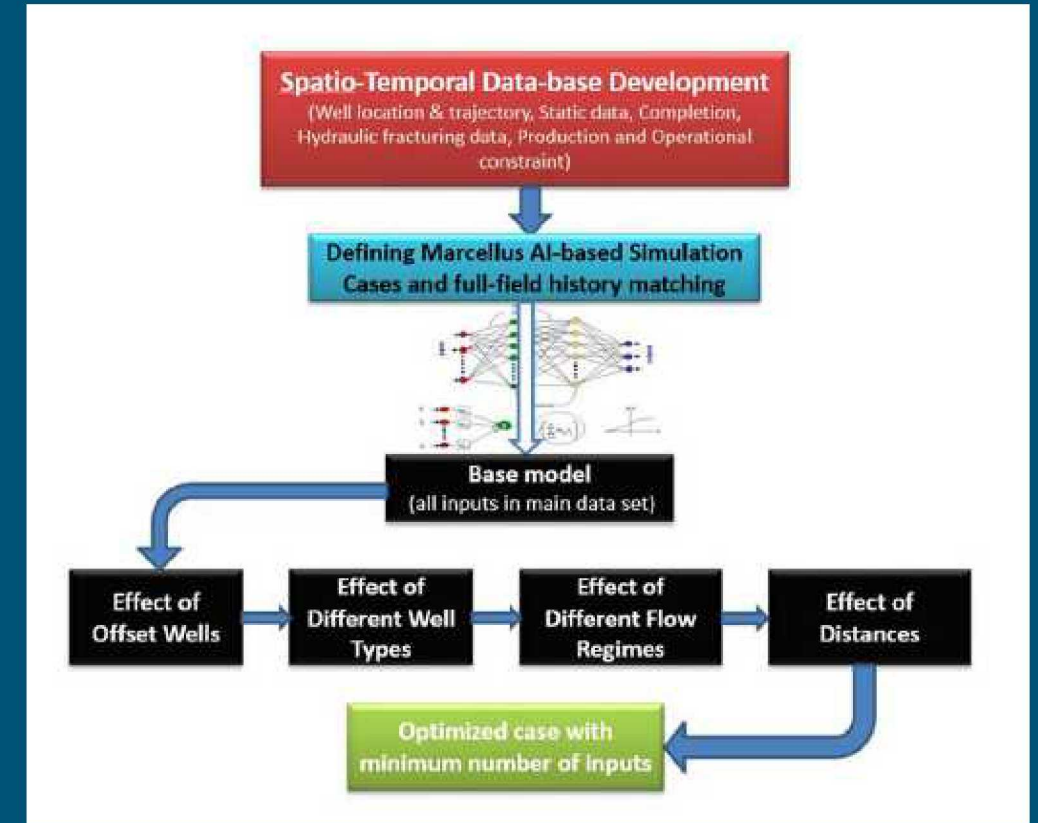 Spatio-Temporal Data-base Development
(Well location & trajectory, Static data, Completion,
Hydraulic fracturing data, Production and Operational
constraint)
Defining Marcellus AI-based Simulation
Cases and full-field history matching
Base model
(all inputs in main data set)
Effect of
Offset Wells
Effect of
Different Well
Types
Effect of
Different Flow
Regimes
Effect of
Distances
Optimized case with
minimum number of inputs